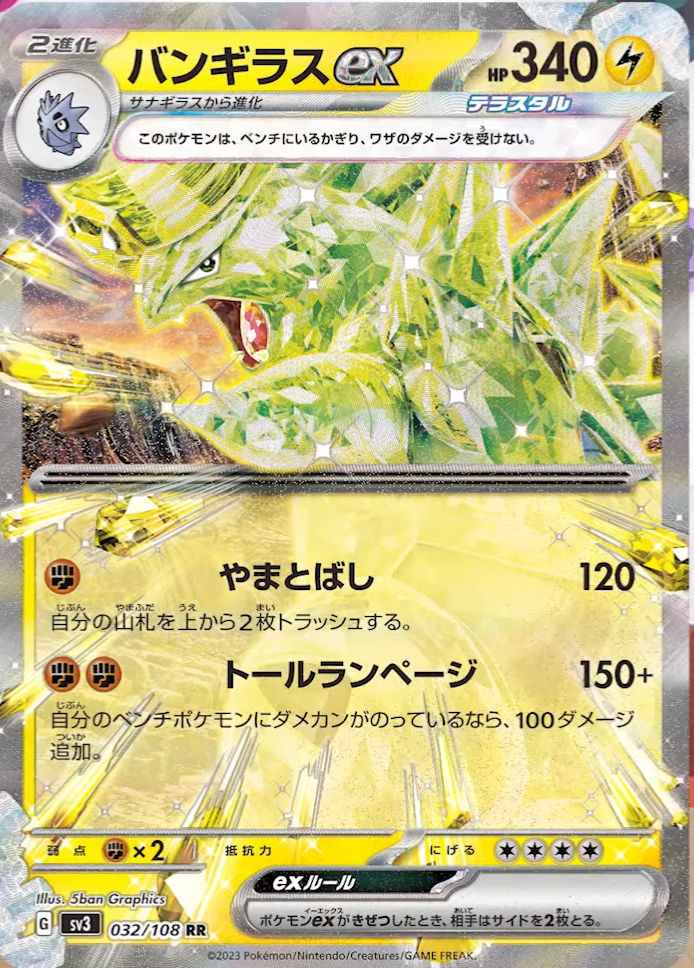 2進化
バンギラスex
HP340
サナギラスから進化
テラスタル
このポケモンは、ベンチにいるかぎり、ワザのダメージを受けない。
やまとばし 120
自分の山札を上から2枚トラッシュする。
トールランページ 150+
自分のベンチポケモンにダメカンがのっているなら、100ダメージ
追加。
弱点 ×2 抵抗力 にげる
exルール
ポケモンexがきぜつしたとき、相手はサイドを2枚とる。
Illus. 5ban Graphics
G sv3 032/108 RR
©2023 Pokémon/Nintendo/Creatures/GAME FREAK.